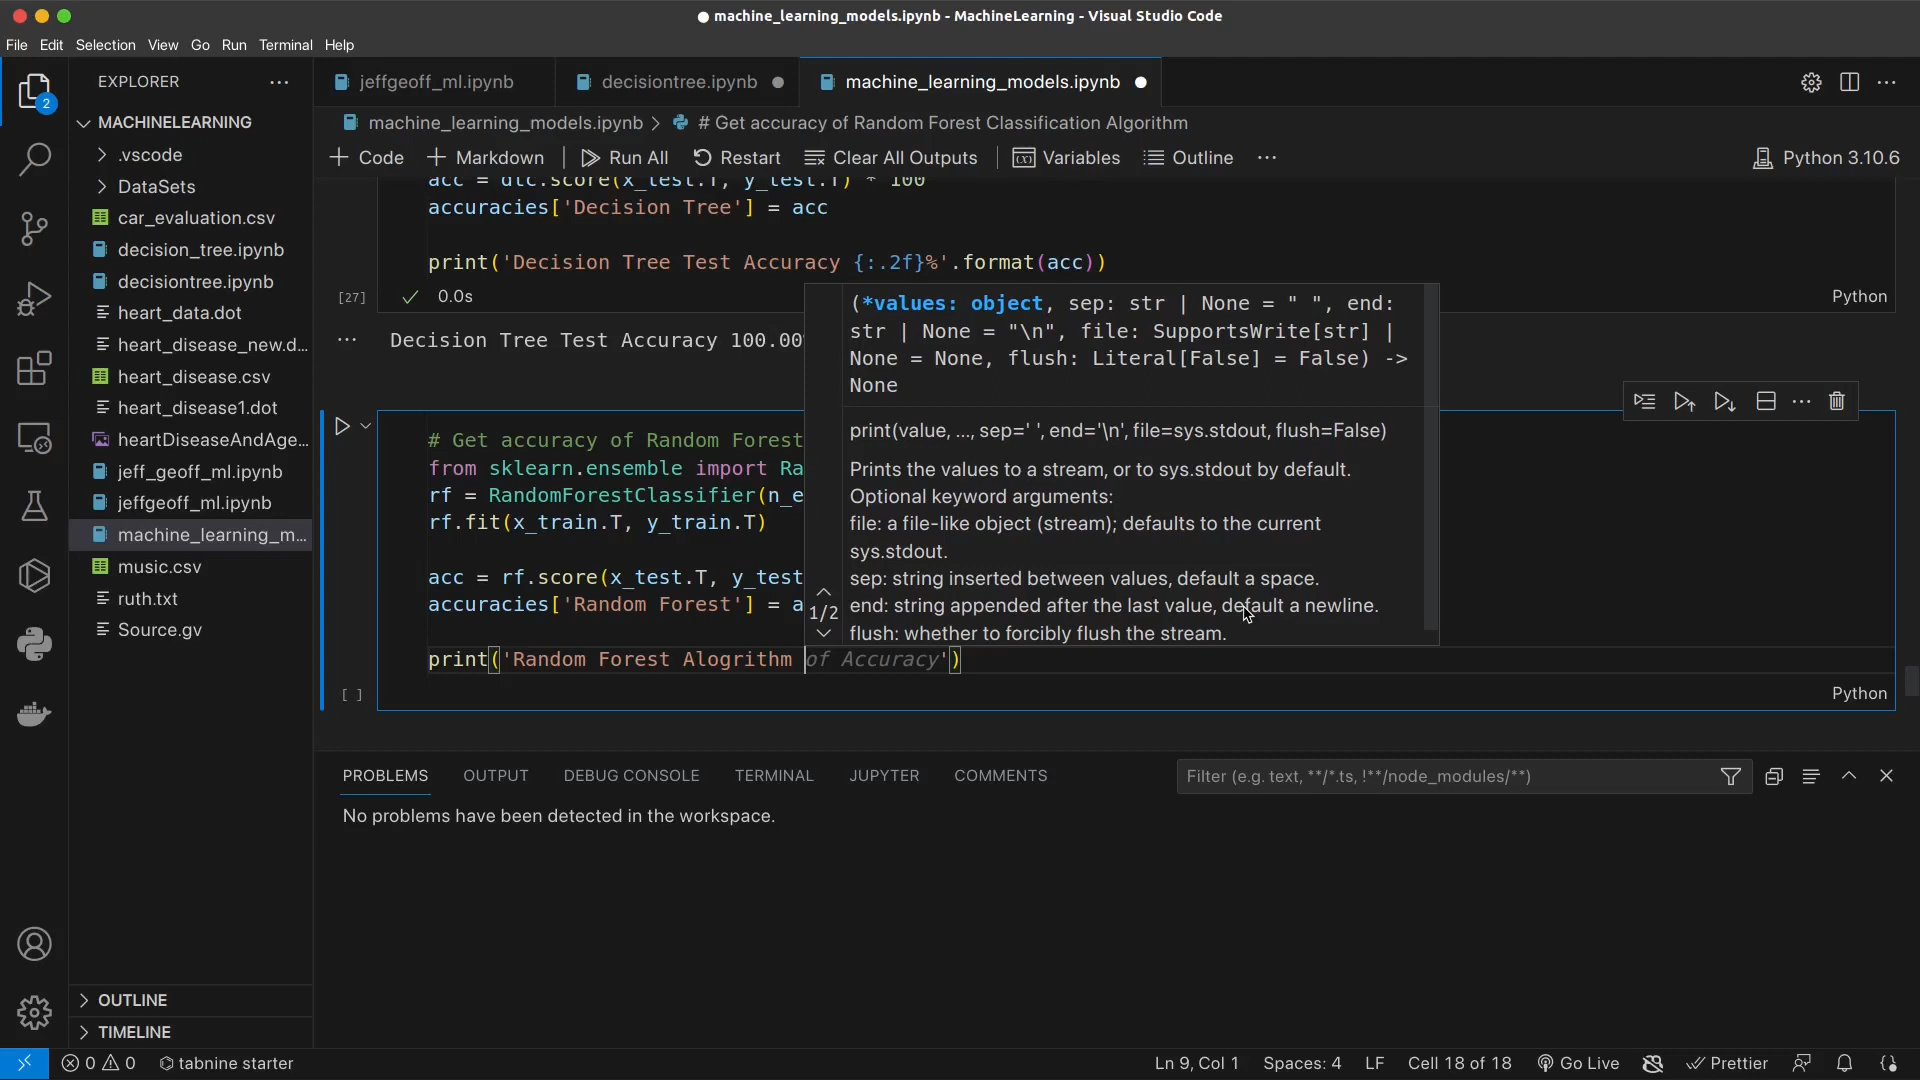 machine_learning_models.ipynb - MachineLearning - Visual Studio Code
File Edit Selection View Go Run Terminal Help
EXPLORER
2
MACHINELEARNING
.vscode
DataSets
car_evaluation.csv
decision_tree.ipynb
decisiontree.ipynb
heart_data.dot
heart_disease_new.d...
heart_disease.csv
heart_disease1.dot
heartDiseaseAndAge...
jeff_geoff_ml.ipynb
jeffgeoff_ml.ipynb
machine_learning_m...
music.csv
ruth.txt
Source.gv
OUTLINE
TIMELINE
jeffgeoff_ml.ipynb decisiontree.ipynb machine_learning_models.ipynb
machine_learning_models.ipynb > # Get accuracy of Random Forest Classification Algorithm
+ Code + Markdown Run All Restart Clear All Outputs Variables Outline ... Python 3.10.6
acc = dtc.score(x_test.T, y_test.T) * 100
accuracies['Decision Tree'] = acc
print('Decision Tree Test Accuracy {:.2f}%'.format(acc))
[27] 0.0s Python
Decision Tree Test Accuracy 100.00
# Get accuracy of Random Forest
from sklearn.ensemble import Ra
rf = RandomForestClassifier(n_e
rf.fit(x_train.T, y_train.T)
acc = rf.score(x_test.T, y_test
accuracies['Random Forest'] = a
print('Random Forest Alogrithm of Accuracy')
[ ] Python
(*values: object, sep: str | None = " ", end:
str | None = "\n", file: SupportsWrite[str] |
None = None, flush: Literal[False] = False) ->
None
print(value, ..., sep=' ', end='\n', file=sys.stdout, flush=False)
Prints the values to a stream, or to sys.stdout by default.
Optional keyword arguments:
file: a file-like object (stream); defaults to the current
sys.stdout.
sep: string inserted between values, default a space.
end: string appended after the last value, default a newline.
flush: whether to forcibly flush the stream.
1/2
PROBLEMS OUTPUT DEBUG CONSOLE TERMINAL JUPYTER COMMENTS
Filter (e.g. text, **/*.ts, !**/node_modules/**)
No problems have been detected in the workspace.
0 0 tabnine starter Ln 9, Col 1 Spaces: 4 LF Cell 18 of 18 Go Live Prettier